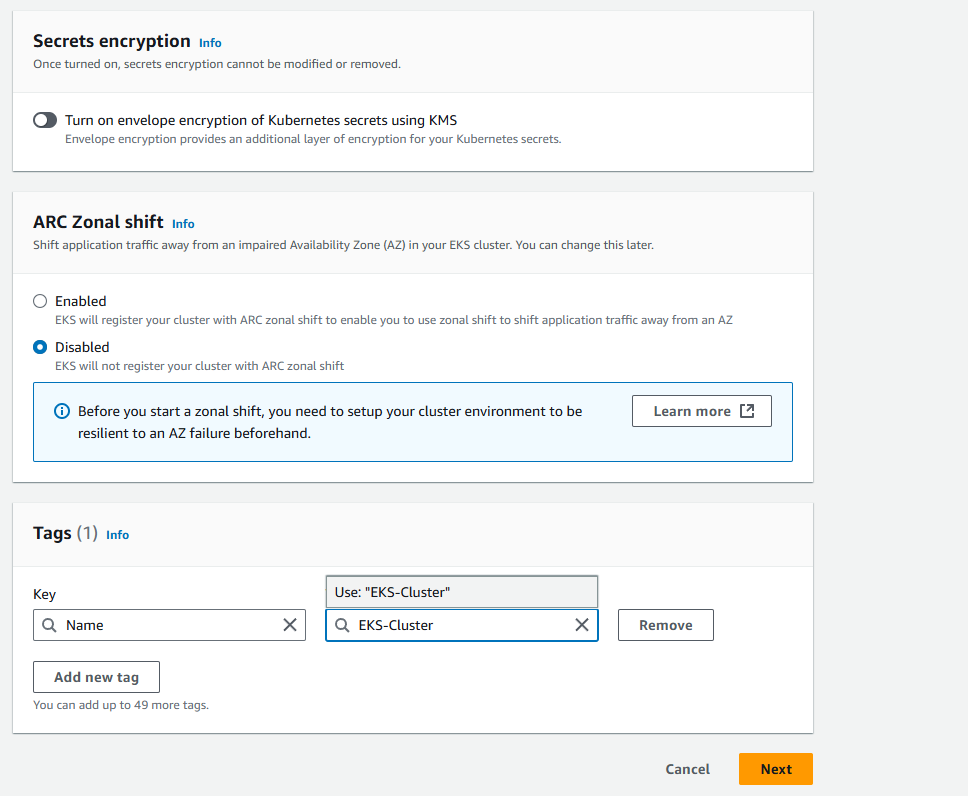 Secrets encryption Info
Once turned on, secrets encryption cannot be modified or removed.
Turn on envelope encryption of Kubernetes secrets using KMS
Envelope encryption provides an additional layer of encryption for your Kubernetes secrets.
ARC Zonal shift Info
Shift application traffic away from an impaired Availability Zone (AZ) in your EKS cluster. You can change this later.
Enabled
EKS will register your cluster with ARC zonal shift to enable you to use zonal shift to shift application traffic away from an AZ
Disabled
EKS will not register your cluster with ARC zonal shift
Before you start a zonal shift, you need to setup your cluster environment to be
resilient to an AZ failure beforehand.
Learn more
Tags (1) Info
Key
Use: "EKS-Cluster"
Name
EKS-Cluster
Remove
Add new tag
You can add up to 49 more tags.
Cancel
Next